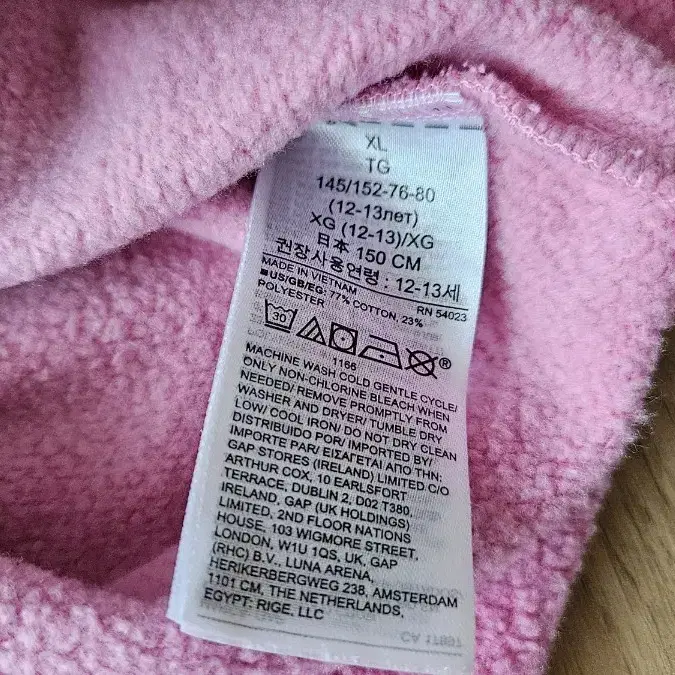 XL
TG
145/152-76-80
(12-13лет)
XG (12-13)/XG
日本 150 CM
권장사용연령 : 12-13세
MADE IN VIETNAM
RN 54023
■US/GB/EG: 77% COTTON, 23%
POLYESTER
30
®
1166
MACHINE WASH COLD GENTLE CYCLE/
ONLY NON-CHLORINE BLEACH WHEN
NEEDED/ REMOVE PROMPTLY FROM
WASHER AND DRYER/ TUMBLE DRY
LOW/ COOL IRON/ DO NOT DRY CLEAN
DISTRIBUIDO POR/ IMPORTED BY/
IMPORTE PAR/ ΕΙΣΑΓΕΤΑΙ ΑΠΟ ΤΗΝ:
GAP STORES (IRELAND) LIMITED.C/O
ARTHUR COX, 10 EARLSFORT
TERRACE, DUBLIN 2, D02 T380,
IRELAND, GAP (UK HOLDINGS)
LIMITED, 2ND FLOOR NATIONS
HOUSE, 103 WIGMORE STREET,
LONDON, W1U 1QS, UK, GAP
(RHC) B.V., LUNA ARENA,
HERIKERBERGWEG 238, AMSTERDAM
1101 CM, THE NETHERLANDS,
EGYPT: RIGE, LLC